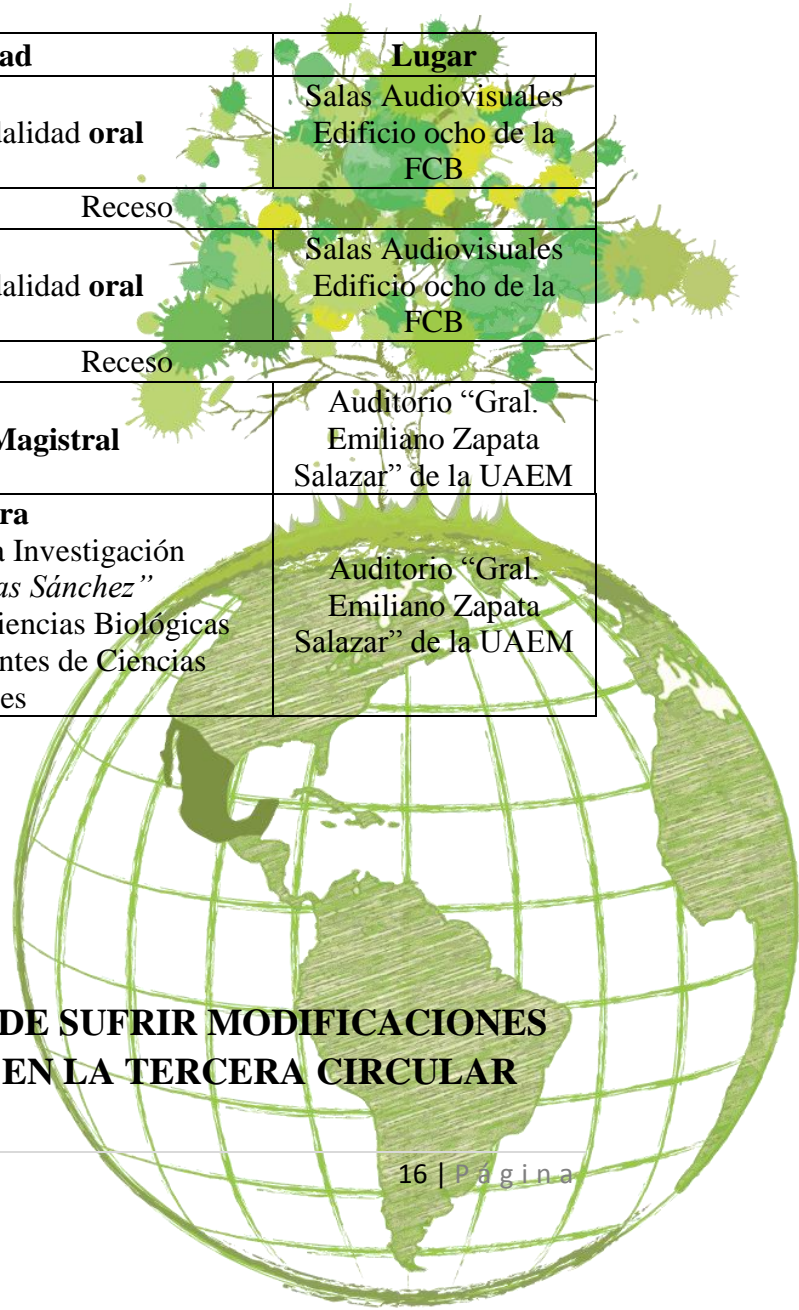 ad Lugar
alidad oral
Salas Audiovisuales
Edificio ocho de la
FCB
Receso
alidad oral
Salas Audiovisuales
Edificio ocho de la
FCB
Receso
Magistral
Auditorio “Gral.
Emiliano Zapata
Salazar” de la UAEM
ra
a Investigación
as Sánchez”
iencias Biológicas
ntes de Ciencias
es
Auditorio “Gral.
Emiliano Zapata
Salazar” de la UAEM
DE SUFRIR MODIFICACIONES
EN LA TERCERA CIRCULAR
16 | Página